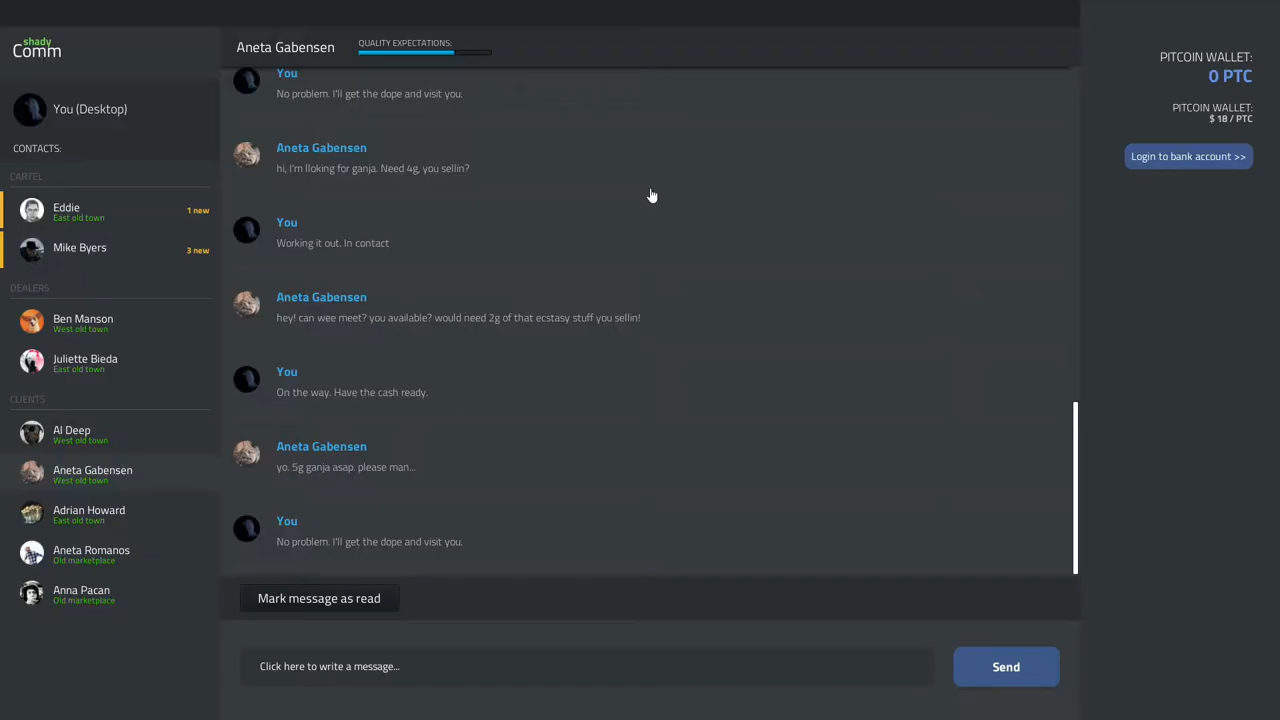 shady
Comm
You (Desktop)
CONTACTS:
CARTEL
Eddie
East old town
1 new
Mike Byers
3 new
DEALERS
Ben Manson
West old town
Juliette Bieda
East old town
CLIENTS
Al Deep
West old town
Aneta Gabensen
West old town
Adrian Howard
East old town
Aneta Romanos
Old marketplace
Anna Pacan
Old marketplace
Aneta Gabensen
QUALITY EXPECTATIONS:
You
No problem. I'll get the dope and visit you.
Aneta Gabensen
hi, I'm lloking for ganja. Need 4g, you sellin?
You
Working it out. In contact
Aneta Gabensen
hey! can wee meet? you available? would need 2g of that ecstasy stuff you sellin!
You
On the way. Have the cash ready.
Aneta Gabensen
yo. 5g ganja asap. please man...
You
No problem. I'll get the dope and visit you.
Mark message as read
Click here to write a message...
Send
PITCOIN WALLET:
0 PTC
PITCOIN WALLET:
$ 18 / PTC
Login to bank account >>